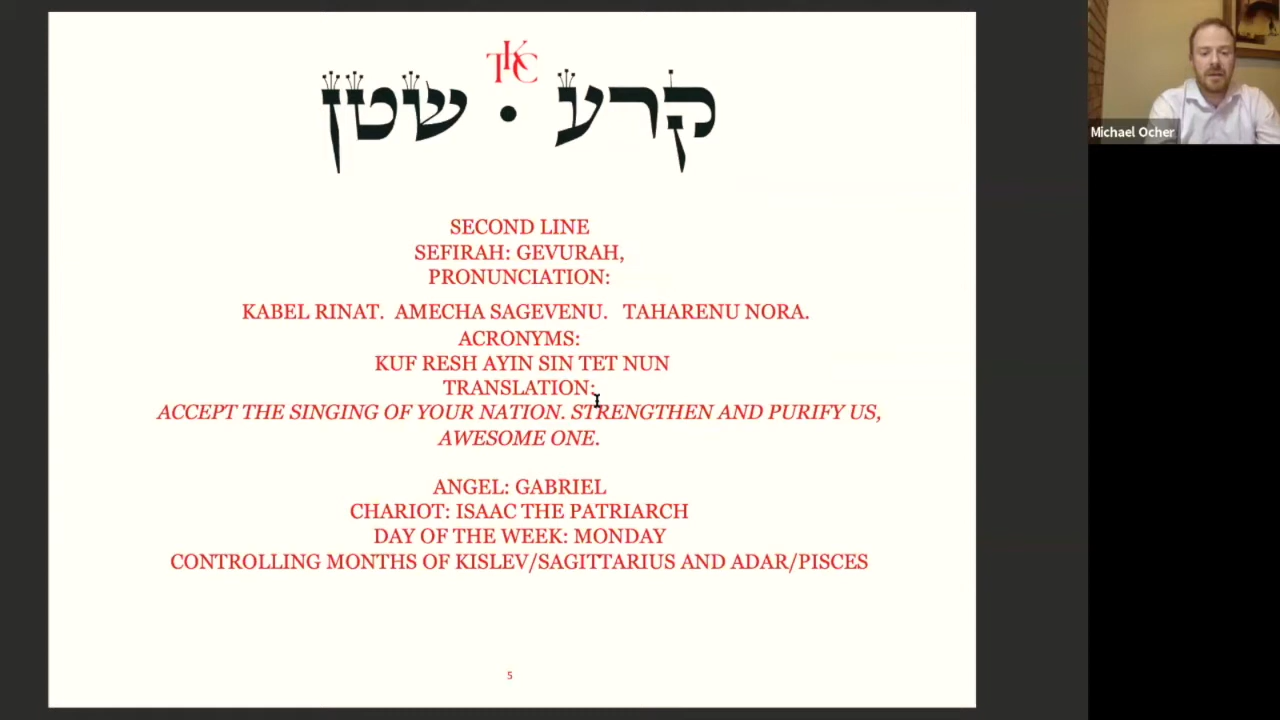 TKC
קרע • שטן
SECOND LINE
SEFIRAH: GEVURAH,
PRONUNCIATION:
KABEL RINAT. AMECHA SAGEVENU. TAHARENU NORA.
ACRONYMS:
KUF RESH AYIN SIN TET NUN
TRANSLATION:
ACCEPT THE SINGING OF YOUR NATION. STRENGTHEN AND PURIFY US,
AWESOME ONE.
ANGEL: GABRIEL
CHARIOT: ISAAC THE PATRIARCH
DAY OF THE WEEK: MONDAY
CONTROLLING MONTHS OF KISLEV/SAGITTARIUS AND ADAR/PISCES
5
Michael Ocher